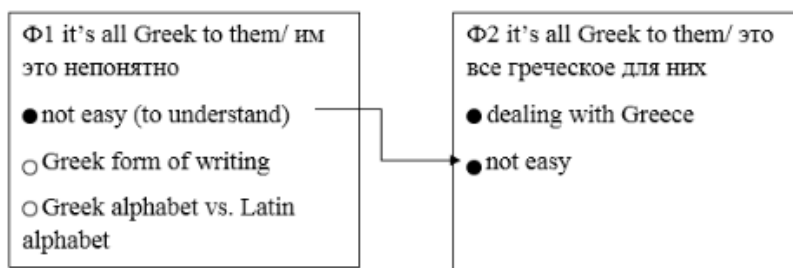 Ф1 it’s all Greek to them/ им
это непонятно
● not easy (to understand)
○ Greek form of writing
○ Greek alphabet vs. Latin
alphabet
Ф2 it’s all Greek to them/ это
все греческое для них
● dealing with Greece
● not easy